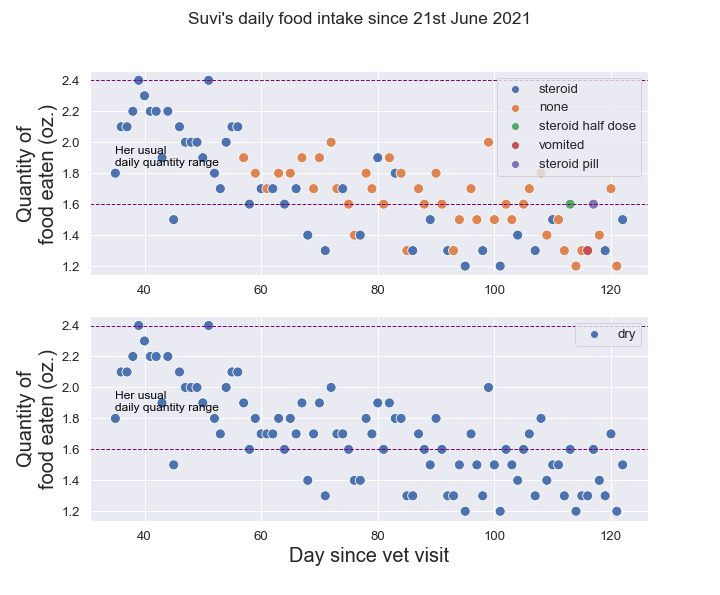 Suvi's daily food intake since 21st June 2021
Quantity of
food eaten (oz.)
2.4
2.2
2.0
1.8
1.6
1.4
1.2
Her usual
daily quantity range
steroid
none
steroid half dose
vomited
steroid pill
40 60 80 100 120
Quantity of
food eaten (oz.)
2.4
2.2
2.0
1.8
1.6
1.4
1.2
Her usual
daily quantity range
dry
40 60 80 100 120
Day since vet visit